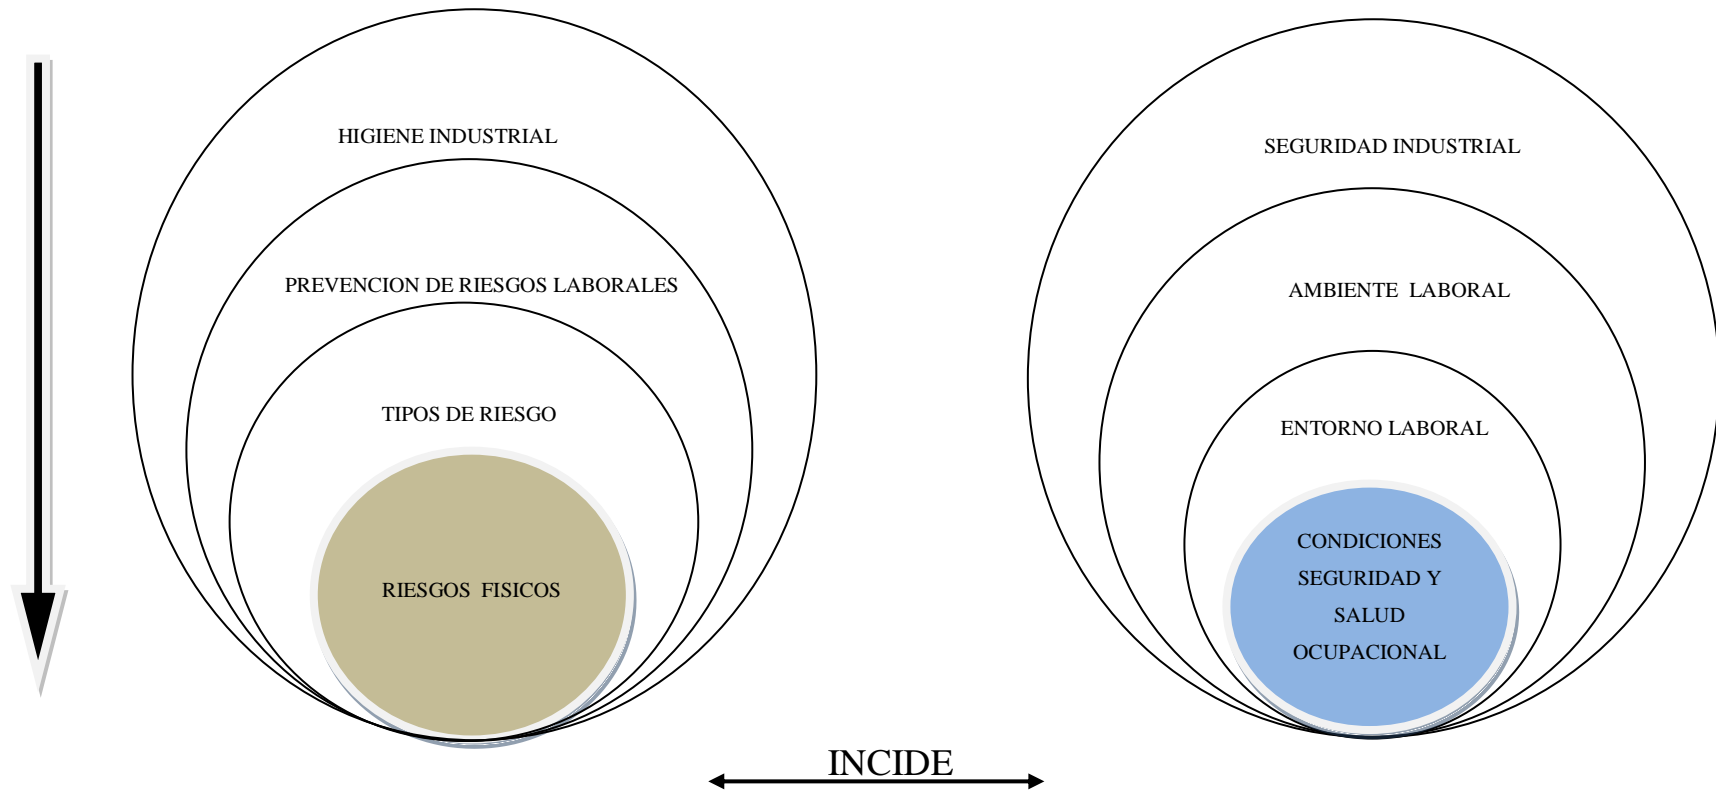 HIGIENE INDUSTRIAL
PREVENCION DE RIESGOS LABORALES
TIPOS DE RIESGO
RIESGOS FISICOS
SEGURIDAD INDUSTRIAL
AMBIENTE LABORAL
ENTORNO LABORAL
CONDICIONES
SEGURIDAD Y
SALUD
OCUPACIONAL
INCIDE